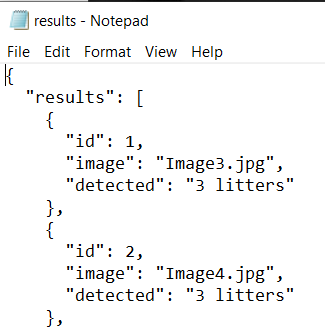 results - Notepad
File Edit Format View Help
{
  "results": [
    {
      "id": 1,
      "image": "Image3.jpg",
      "detected": "3 litters"
    },
    {
      "id": 2,
      "image": "Image4.jpg",
      "detected": "3 litters"
    },